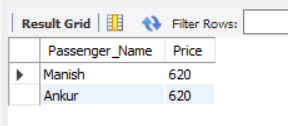 Result Grid Filter Rows:
Passenger_Name Price
Manish 620
Ankur 620